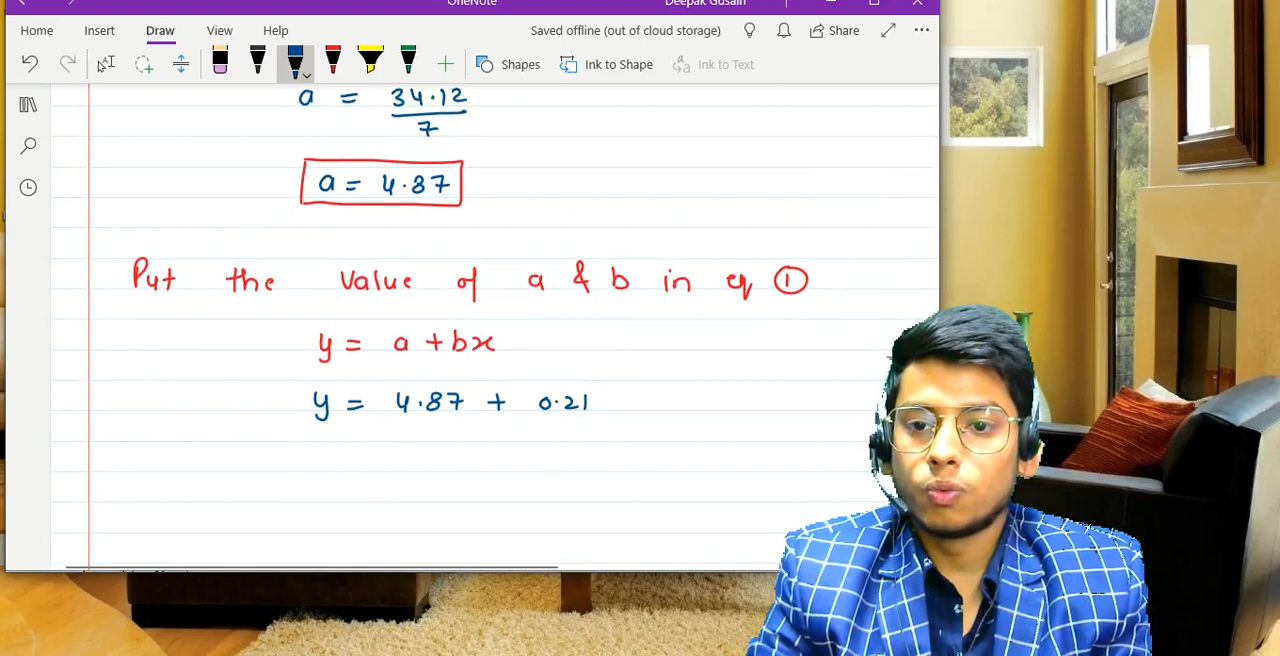 OneNote
Deepak Gusain
Home Insert Draw View Help
Saved offline (out of cloud storage)
Share
Shapes
Ink to Shape
Ink to Text
a = 34.12
7
a = 4.87
Put the value of a & b in eq ①
y = a + bx
y = 4.87 + 0.21